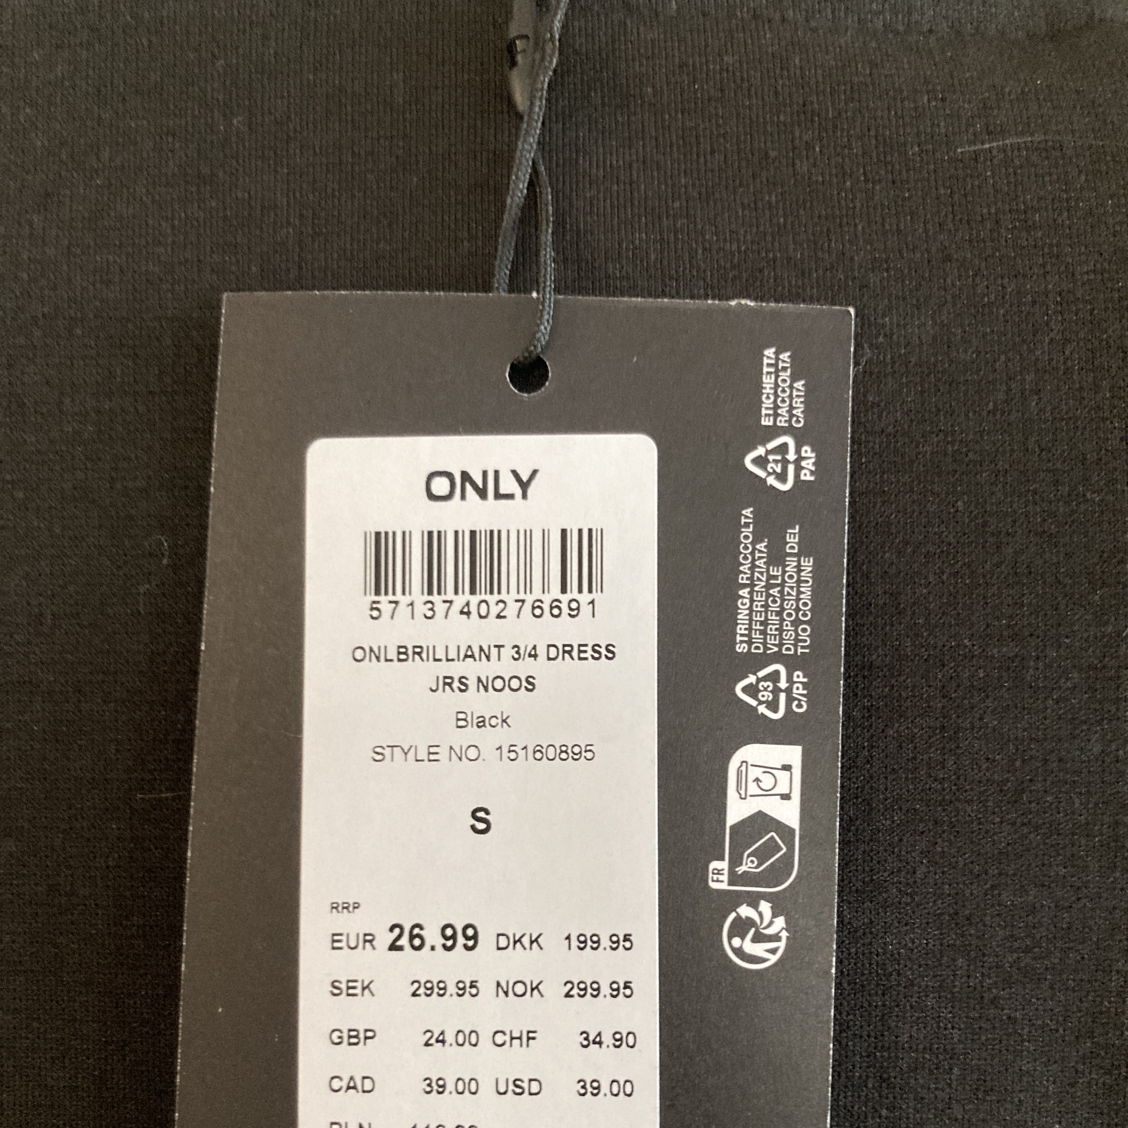 ONLY
5713740276691
ONLBRILLIANT 3/4 DRESS
JRS NOOS
Black
STYLE NO. 15160895
S
RRP
EUR 26.99 DKK 199.95
SEK 299.95 NOK 299.95
GBP 24.00 CHF 34.90
CAD 39.00 USD 39.00
ETICHETTA
RACCOLTA
CARTA
21
PAP
STRINGA RACCOLTA
DIFFERENZIATA.
VERIFICA LE
DISPOSIZIONI DEL
TUO COMUNE
93
C/PP
FR